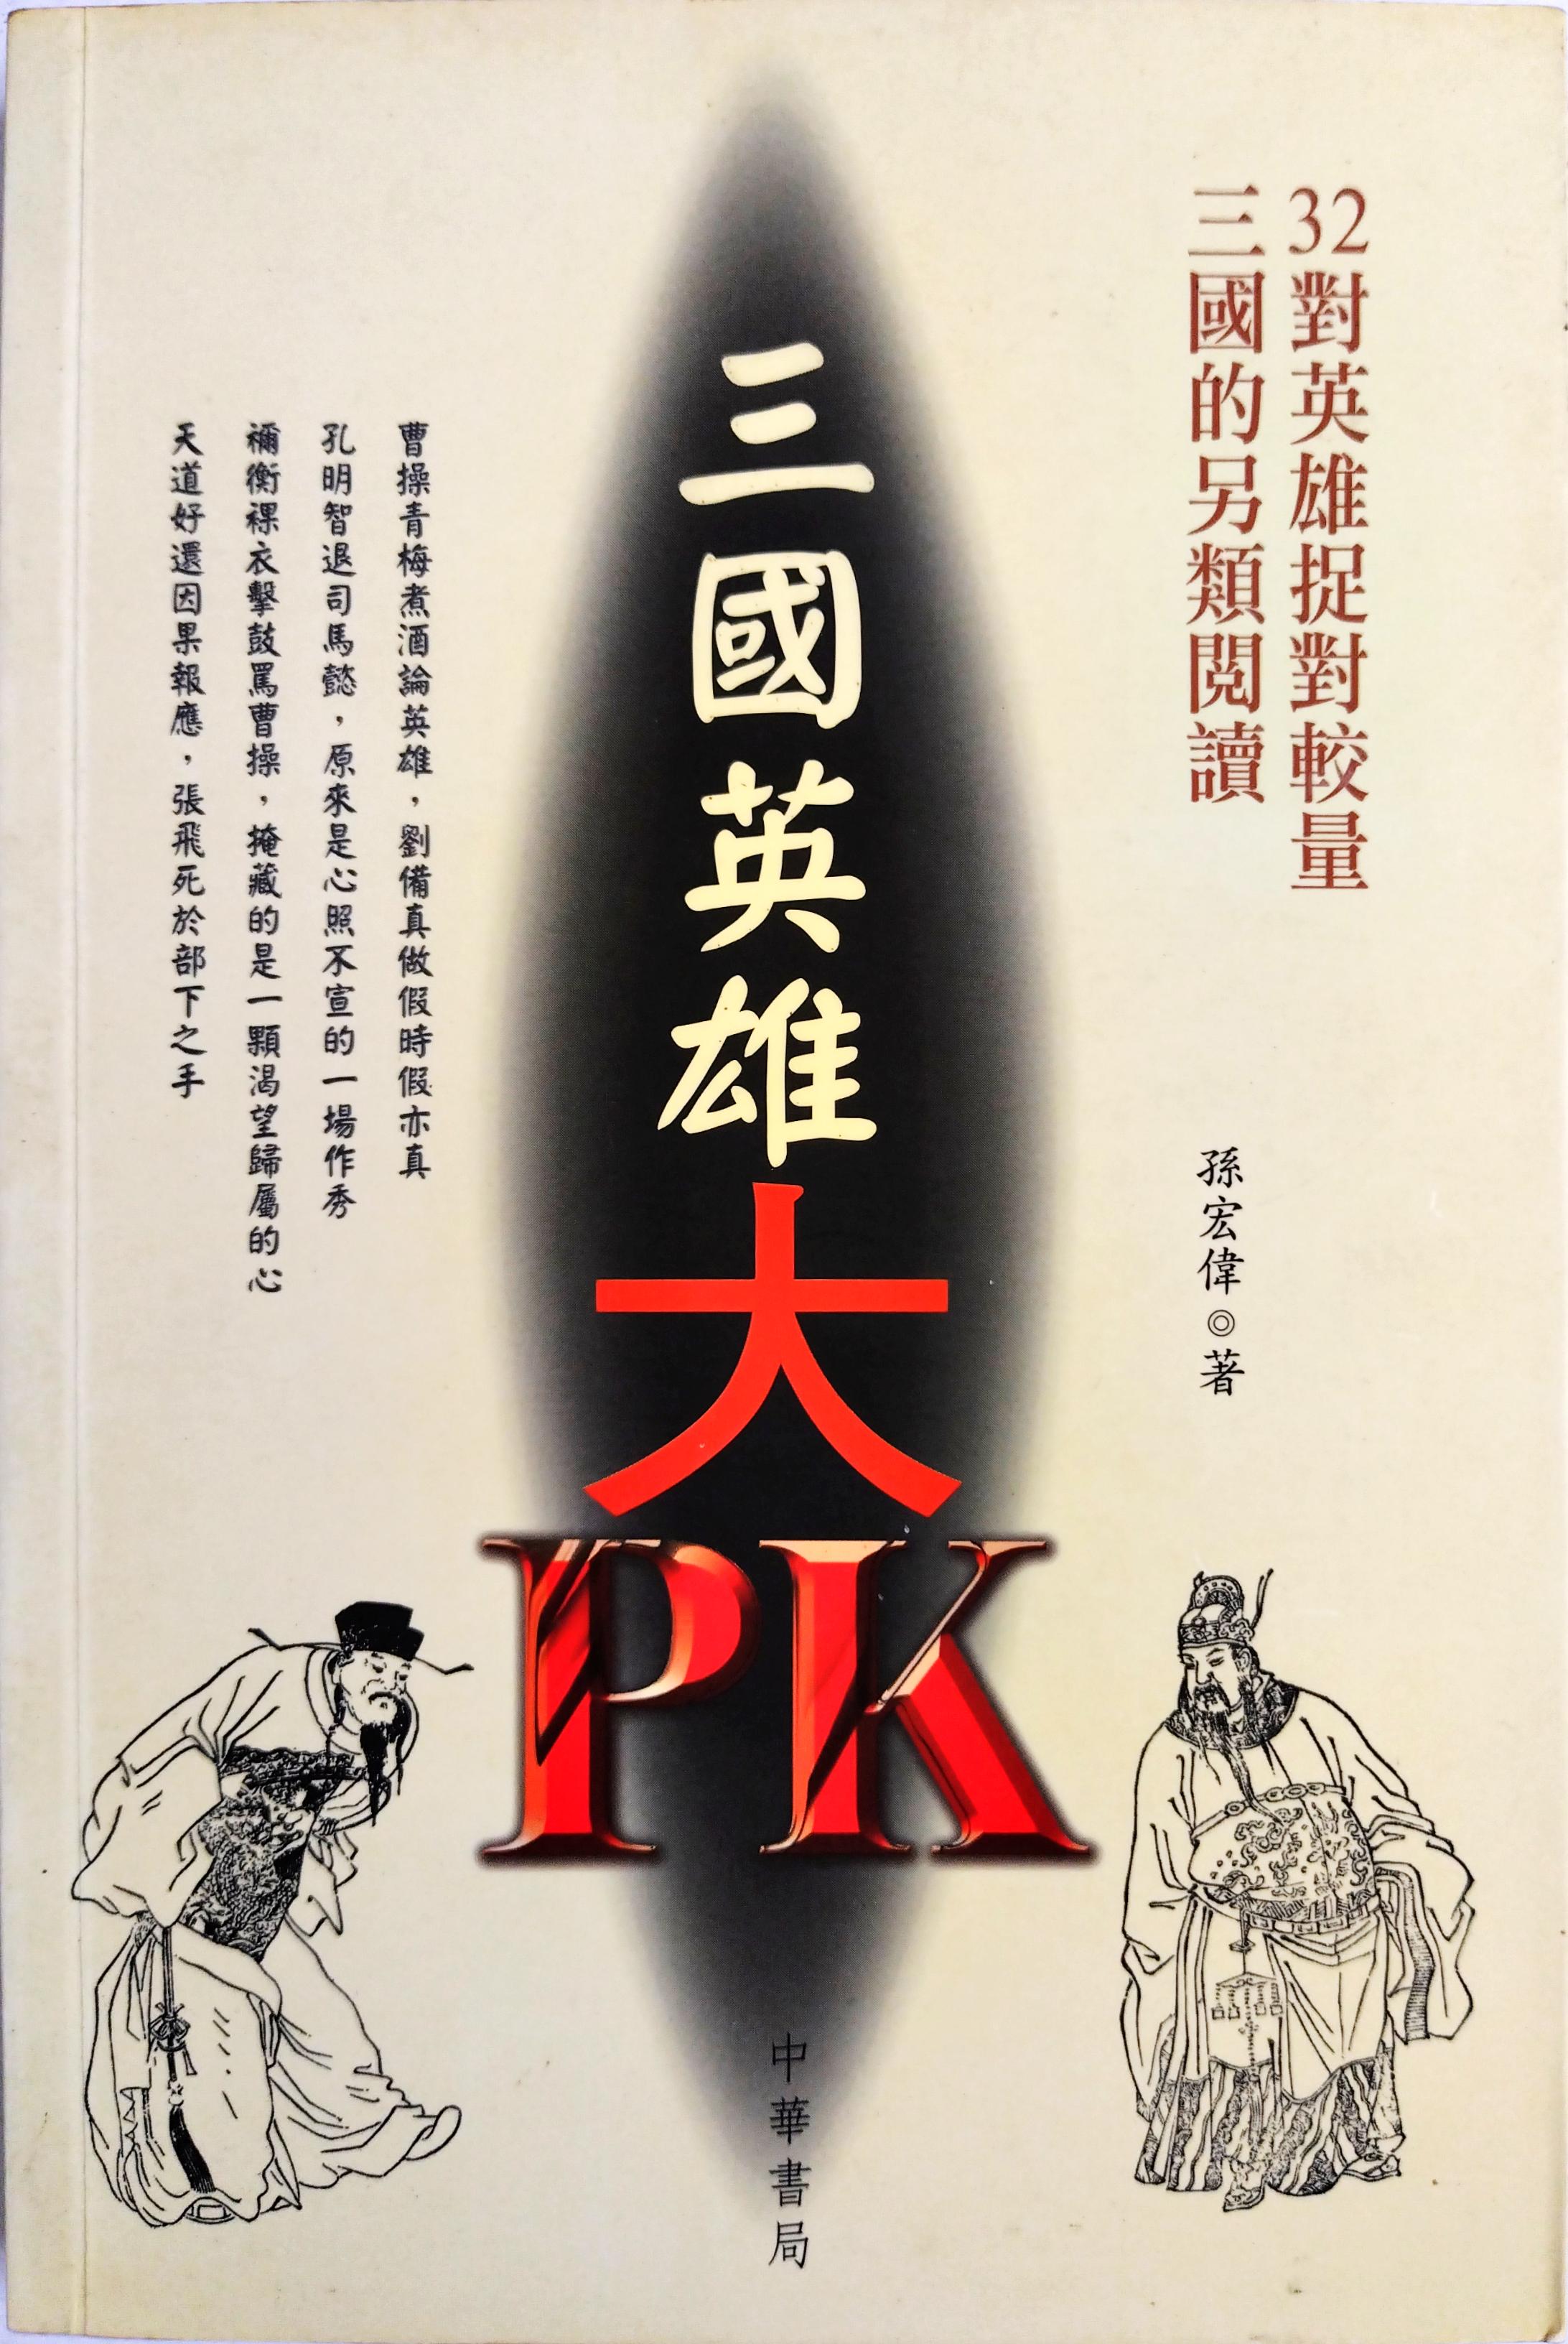 32對英雄捉對較量
三國的另類閱讀
孫宏偉◎著
三國英雄大
PK
曹操青梅煮酒論英雄，劉備真做假時假亦真
孔明智退司馬懿，原來是心照不宣的一場作秀
禰衡裸衣擊鼓罵曹操，掩藏的是一顆渴望歸屬的心
天道好還因果報應，張飛死於部下之手
中華書局